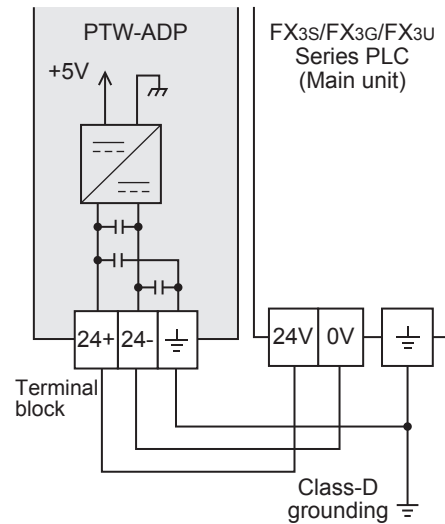 PTW-ADP
+5V
FX3S/FX3G/FX3U
Series PLC
(Main unit)
24+ 24-
24V 0V
Terminal
block
Class-D
grounding